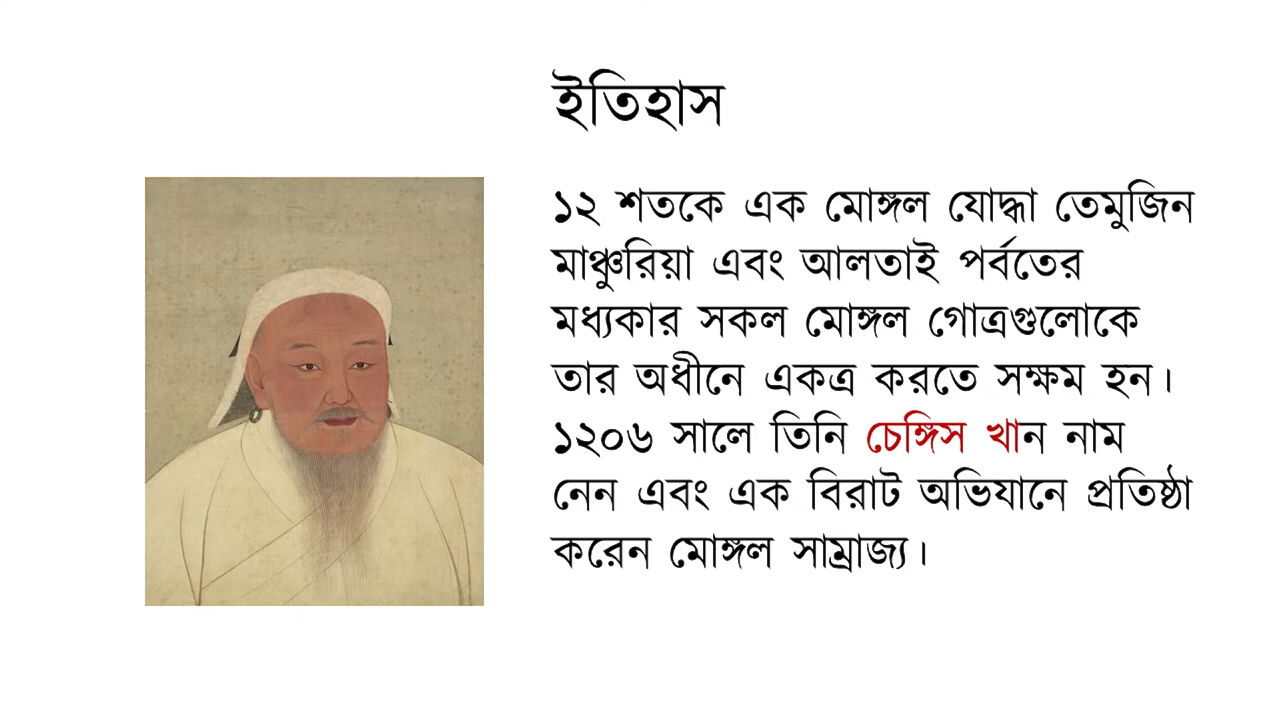 ইতিহাস
১২ শতকে এক মোঙ্গল যোদ্ধা তেমুজিন
মাঞ্চুরিয়া এবং আলতাই পর্বতের
মধ্যকার সকল মোঙ্গল গোত্রগুলোকে
তার অধীনে একত্র করতে সক্ষম হন।
১২০৬ সালে তিনি চেঙ্গিস খান নাম
নেন এবং এক বিরাট অভিযানে প্রতিষ্ঠা
করেন মোঙ্গল সাম্রাজ্য।